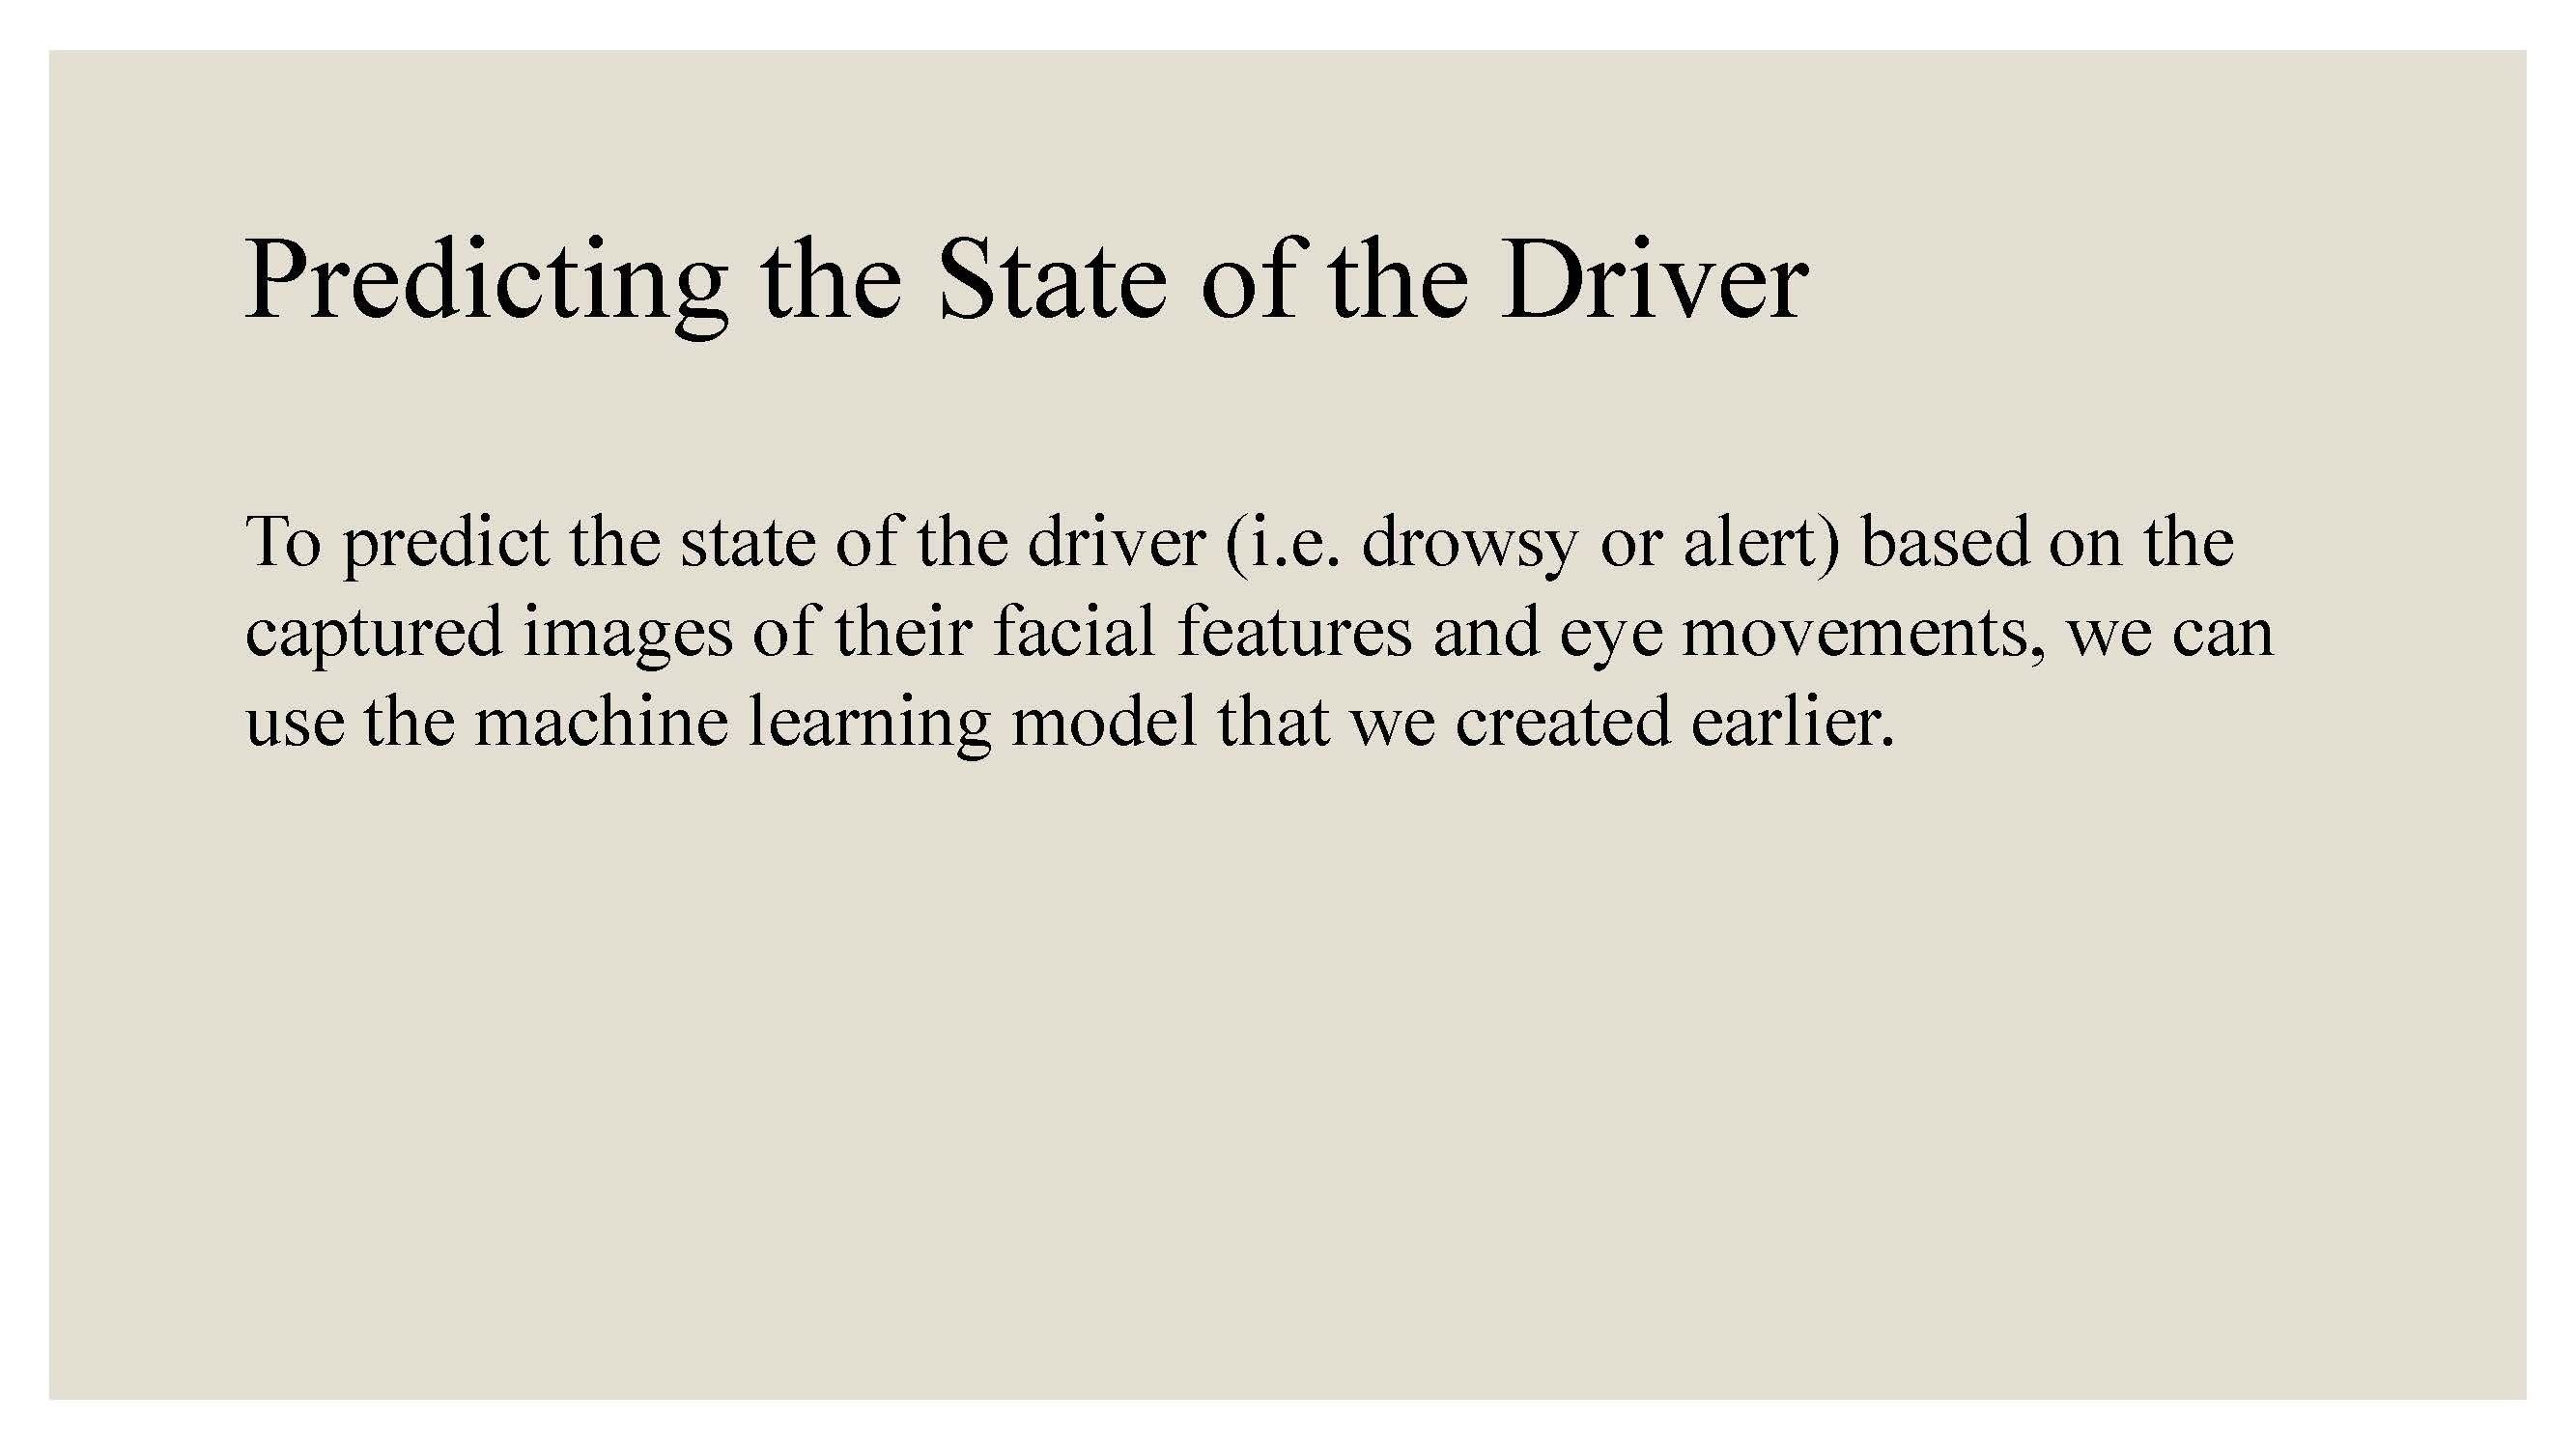 Predicting the State of the Driver
To predict the state of the driver (i.e. drowsy or alert) based on the
captured images of their facial features and eye movements, we can
use the machine learning model that we created earlier.